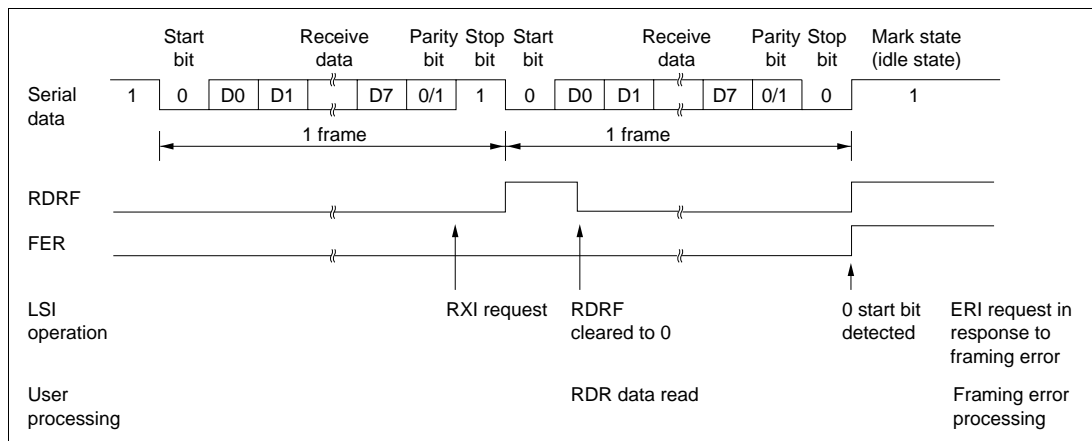 Start bit
Receive data
Parity bit
Stop bit
Start bit
Receive data
Parity bit
Stop bit
Mark state (idle state)
Serial data
1 0 D0 D1 D7 0/1 1 0 D0 D1 D7 0/1 0 1
1 frame
1 frame
RDRF
FER
LSI operation
RXI request
RDRF cleared to 0
0 start bit detected
ERI request in response to framing error
User processing
RDR data read
Framing error processing